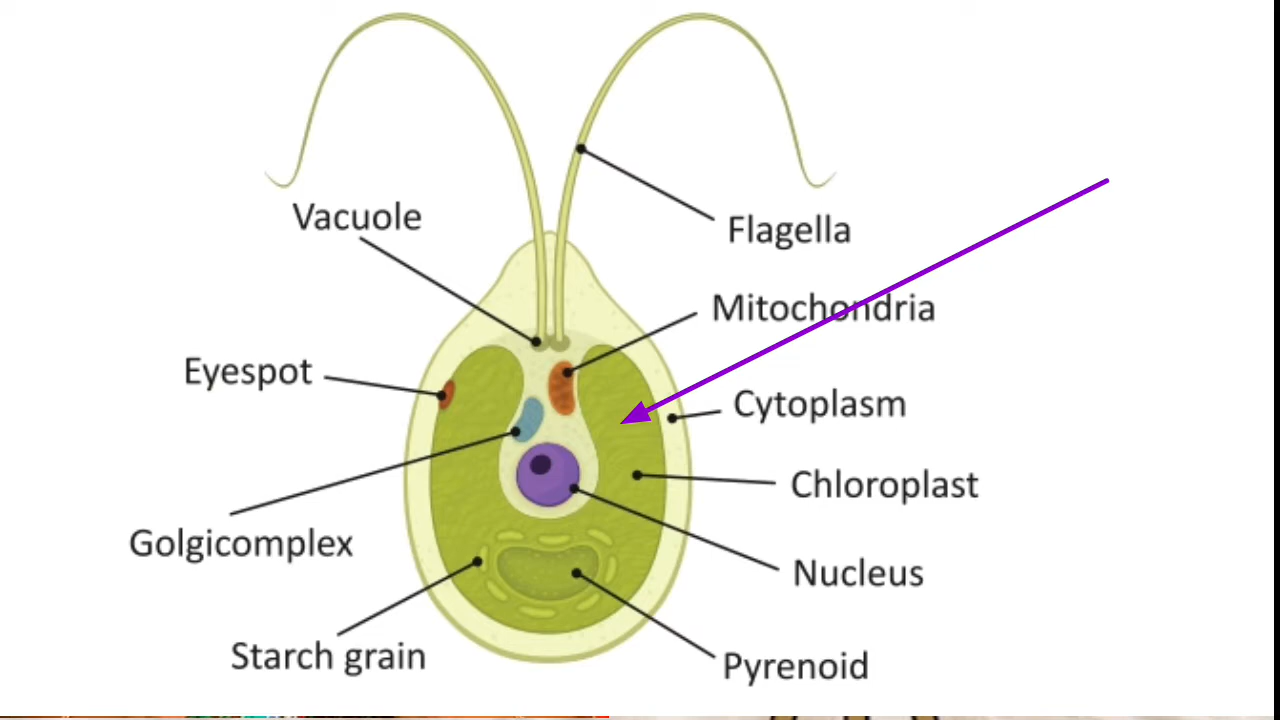 Vacuole
Flagella
Mitochondria
Eyespot
Cytoplasm
Chloroplast
Golgicomplex
Nucleus
Starch grain
Pyrenoid